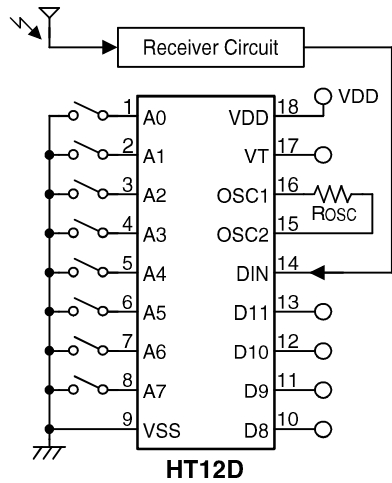 Receiver Circuit
1 A0 VDD 18 VDD
2 A1 VT 17
3 A2 OSC1 16
ROSC
4 A3 OSC2 15
5 A4 DIN 14
6 A5 D11 13
7 A6 D10 12
8 A7 D9 11
9 VSS D8 10
HT12D